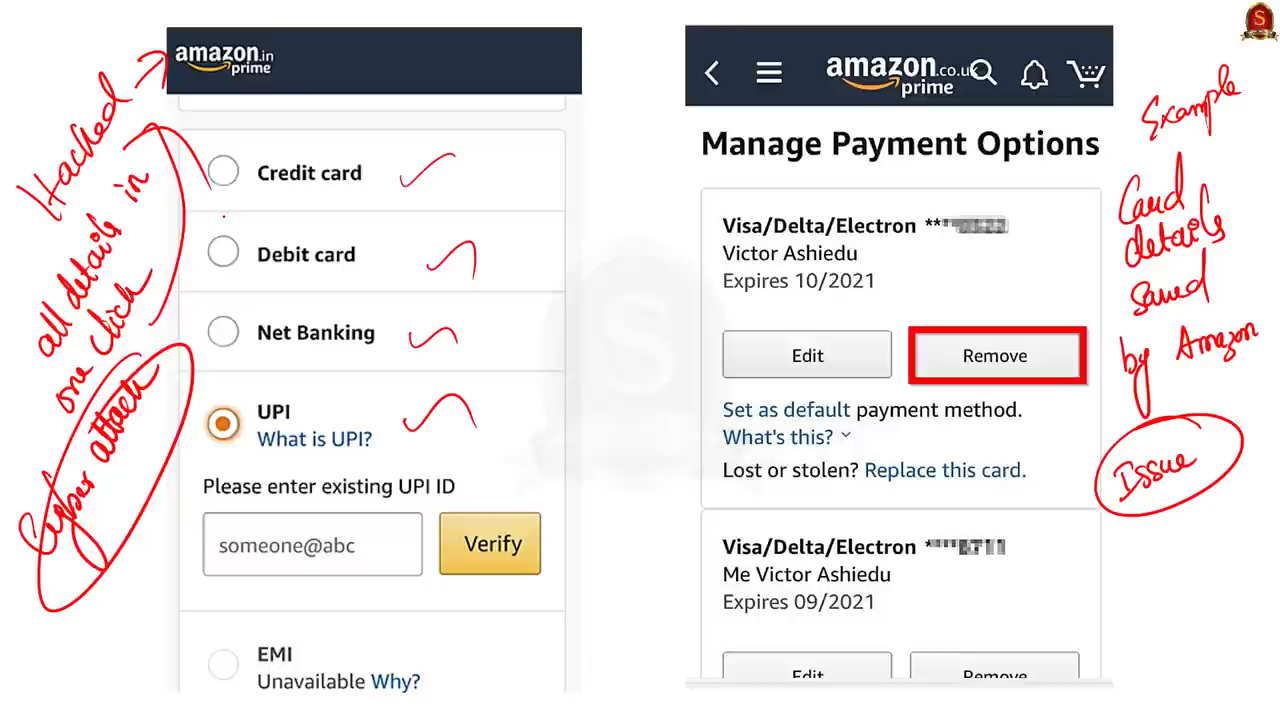 Hacked
all details in
one click
Cyber attack
amazon.in
prime
Credit card
Debit card
Net Banking
UPI
What is UPI?
Please enter existing UPI ID
someone@abc
Verify
EMI
Unavailable Why?
amazon.co.uk
prime
Manage Payment Options
Visa/Delta/Electron **
Victor Ashiedu
Expires 10/2021
Edit
Remove
Set as default payment method.
What's this?
Lost or stolen? Replace this card.
Visa/Delta/Electron *
Me Victor Ashiedu
Expires 09/2021
Edit
Remove
S
Example
Card
details
saved
by Amazon
Issue
S